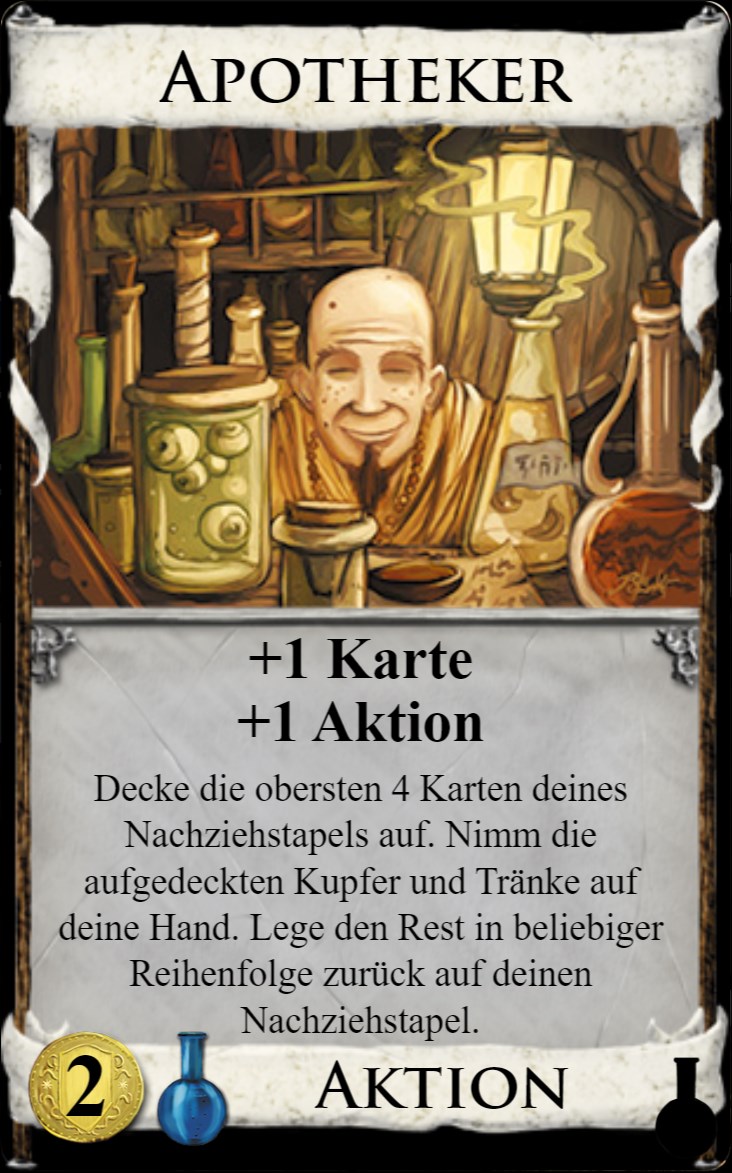 APOTHEKER
+1 Karte
+1 Aktion
Decke die obersten 4 Karten deines
Nachziehstapels auf. Nimm die
aufgedeckten Kupfer und Tränke auf
deine Hand. Lege den Rest in beliebiger
Reihenfolge zurück auf deinen
Nachziehstapel.
2
AKTION